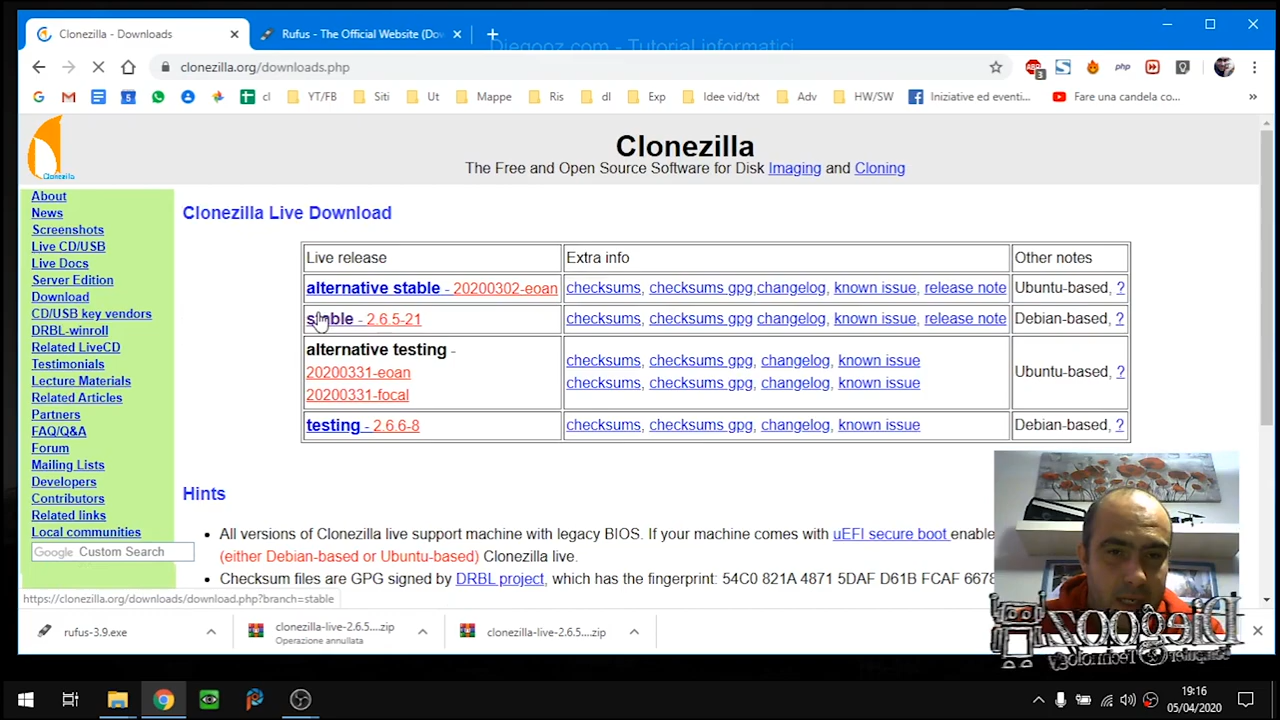 Clonezilla - Downloads
Rufus - The Official Website (Dov
Diegooz.com - Tutorial informatici
clonezilla.org/downloads.php
3
G
cl
YT/FB
Siti
Ut
Mappe
Ris
dl
Exp
Idee vid/txt
Adv
HW/SW
Iniziative ed eventi...
Fare una candela co...
»
Clonezilla
The Free and Open Source Software for Disk Imaging and Cloning
About
News
Screenshots
Live CD/USB
Live Docs
Server Edition
Download
CD/USB key vendors
DRBL-winroll
Related LiveCD
Testimonials
Lecture Materials
Related Articles
Partners
FAQ/Q&A
Forum
Mailing Lists
Developers
Contributors
Related links
Local communities
Google Custom Search
Clonezilla Live Download
Live release Extra info Other notes
alternative stable - 20200302-eoan checksums, checksums gpg,changelog, known issue, release note Ubuntu-based, ?
stable - 2.6.5-21 checksums, checksums gpg changelog, known issue, release note Debian-based, ?
alternative testing -
20200331-eoan checksums, checksums gpg, changelog, known issue
20200331-focal checksums, checksums gpg, changelog, known issue
Ubuntu-based, ?
testing - 2.6.6-8 checksums, checksums gpg, changelog, known issue Debian-based, ?
Hints
• All versions of Clonezilla live support machine with legacy BIOS. If your machine comes with uEFI secure boot enable
(either Debian-based or Ubuntu-based) Clonezilla live.
• Checksum files are GPG signed by DRBL project, which has the fingerprint: 54C0 821A 4871 5DAF D61B FCAF 6678
https://clonezilla.org/downloads/download.php?branch=stable
rufus-3.9.exe
clonezilla-live-2.6.5....zip
Operazione annullata
clonezilla-live-2.6.5....zip
Diegooz
Computer & Technology
19:16
05/04/2020